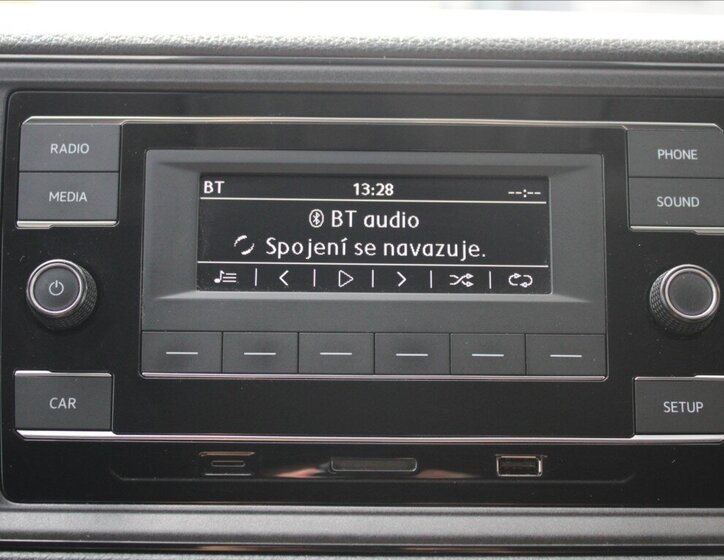 RADIO
PHONE
MEDIA
SOUND
BT 13:28 --:--
BT audio
Spojení se navazuje.
CAR
SETUP